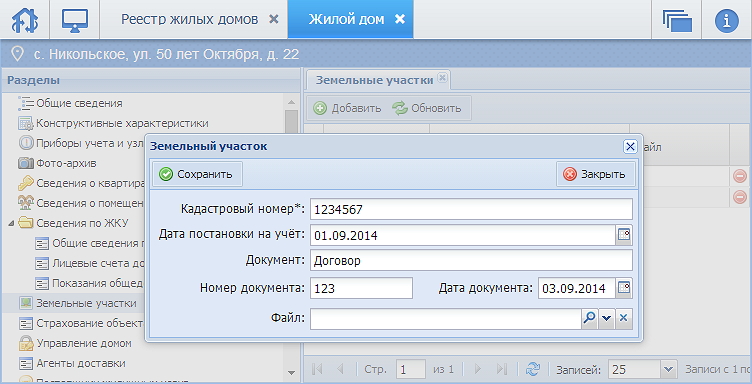 Реестр жилых домов
Жилой дом
с. Никольское, ул. 50 лет Октября, д. 22
Разделы
Общие сведения
Конструктивные характеристики
Приборы учета и узл
Фото-архив
Сведения о квартира
Сведения о помещен
Сведения по ЖКУ
Общие сведения п
Лицевые счета до
Показания общед
Земельные участки
Страхование объект
Управление домом
Агенты доставки
Земельные участки
Добавить Обновить
айл
Земельный участок
Сохранить Закрыть
Кадастровый номер*: 1234567
Дата постановки на учёт: 01.09.2014
Документ: Договор
Номер документа: 123 Дата документа: 03.09.2014
Файл:
Стр. 1 из 1 Записей: 25 Записи с 1 по